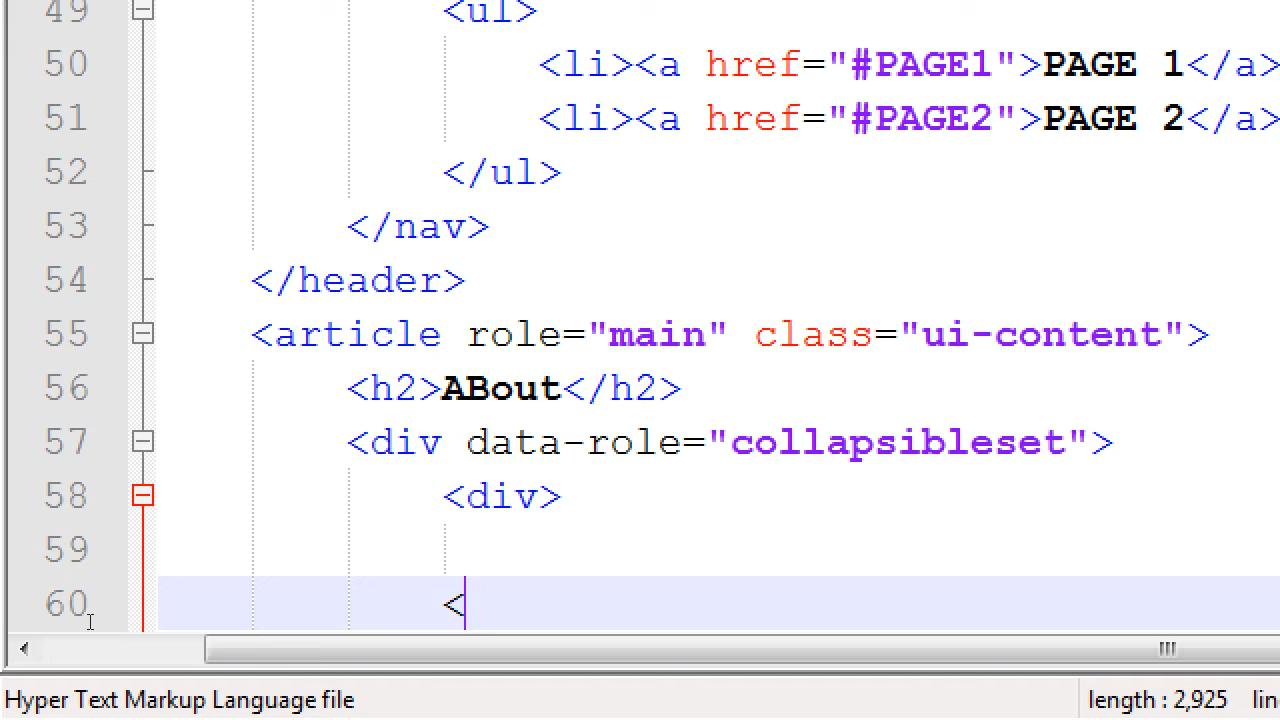 49 <ul>
50 <li><a href="#PAGE1">PAGE 1</a>
51 <li><a href="#PAGE2">PAGE 2</a>
52 </ul>
53 </nav>
54 </header>
55 <article role="main" class="ui-content">
56 <h2>ABout</h2>
57 <div data-role="collapsibleset">
58 <div>
59
60 <
Hyper Text Markup Language file length : 2,925 lin